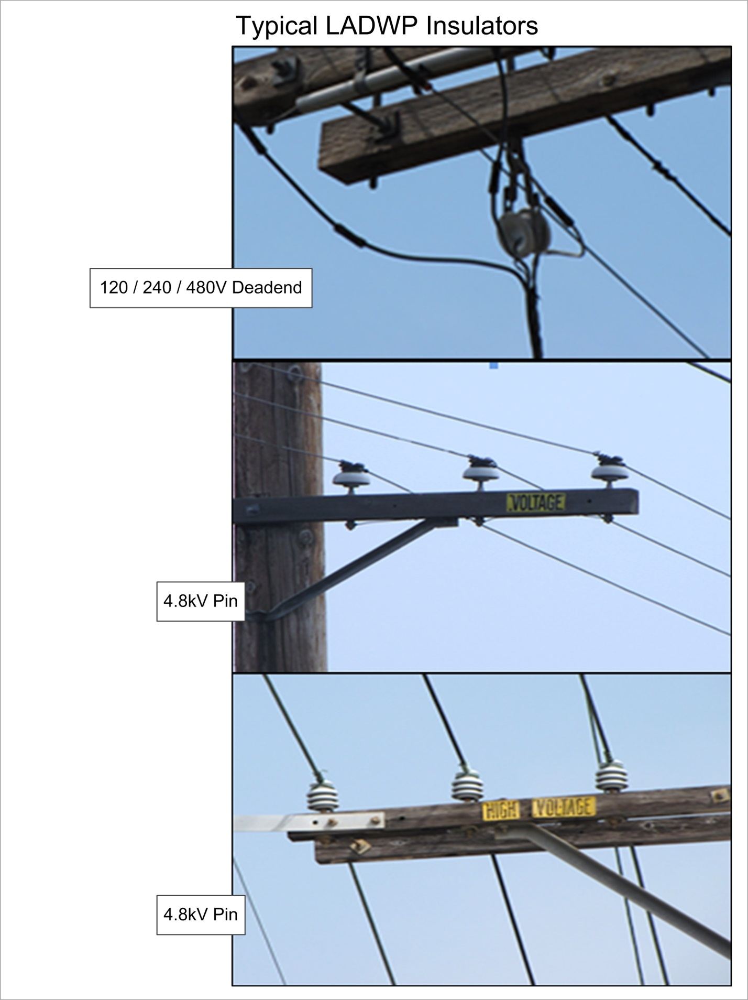 Typical LADWP Insulators
120 / 240 / 480V Deadend
VOLTAGE
4.8kV Pin
HIGH VOLTAGE
4.8kV Pin